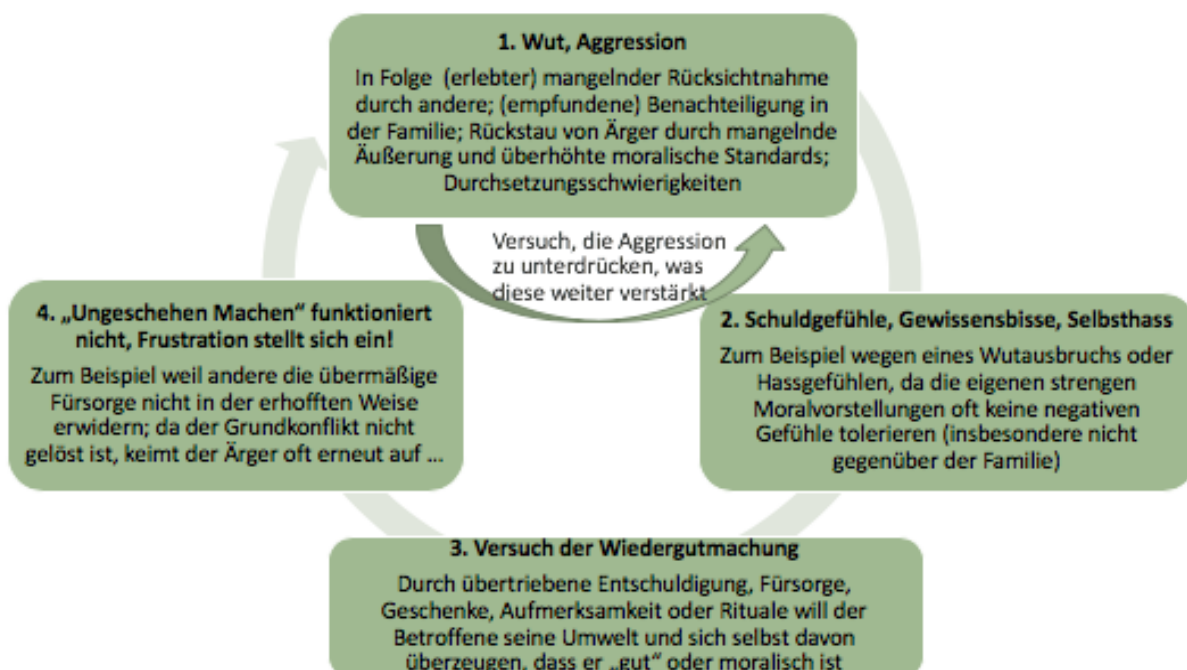 1. Wut, Aggression
In Folge (erlebter) mangelnder Rücksichtnahme
durch andere; (empfundene) Benachteiligung in
der Familie; Rückstau von Ärger durch mangelnde
Äußerung und überhöhte moralische Standards;
Durchsetzungsschwierigkeiten
Versuch, die Aggression
zu unterdrücken, was
diese weiter verstärkt
2. Schuldgefühle, Gewissensbisse, Selbsthass
Zum Beispiel wegen eines Wutausbruchs oder
Hassgefühlen, da die eigenen strengen
Moralvorstellungen oft keine negativen
Gefühle tolerieren (insbesondere nicht
gegenüber der Familie)
3. Versuch der Wiedergutmachung
Durch übertriebene Entschuldigung, Fürsorge,
Geschenke, Aufmerksamkeit oder Rituale will der
Betroffene seine Umwelt und sich selbst davon
überzeugen, dass er „gut“ oder moralisch ist
4. „Ungeschehen Machen“ funktioniert
nicht, Frustration stellt sich ein!
Zum Beispiel weil andere die übermäßige
Fürsorge nicht in der erhofften Weise
erwidern; da der Grundkonflikt nicht
gelöst ist, keimt der Ärger oft erneut auf ...